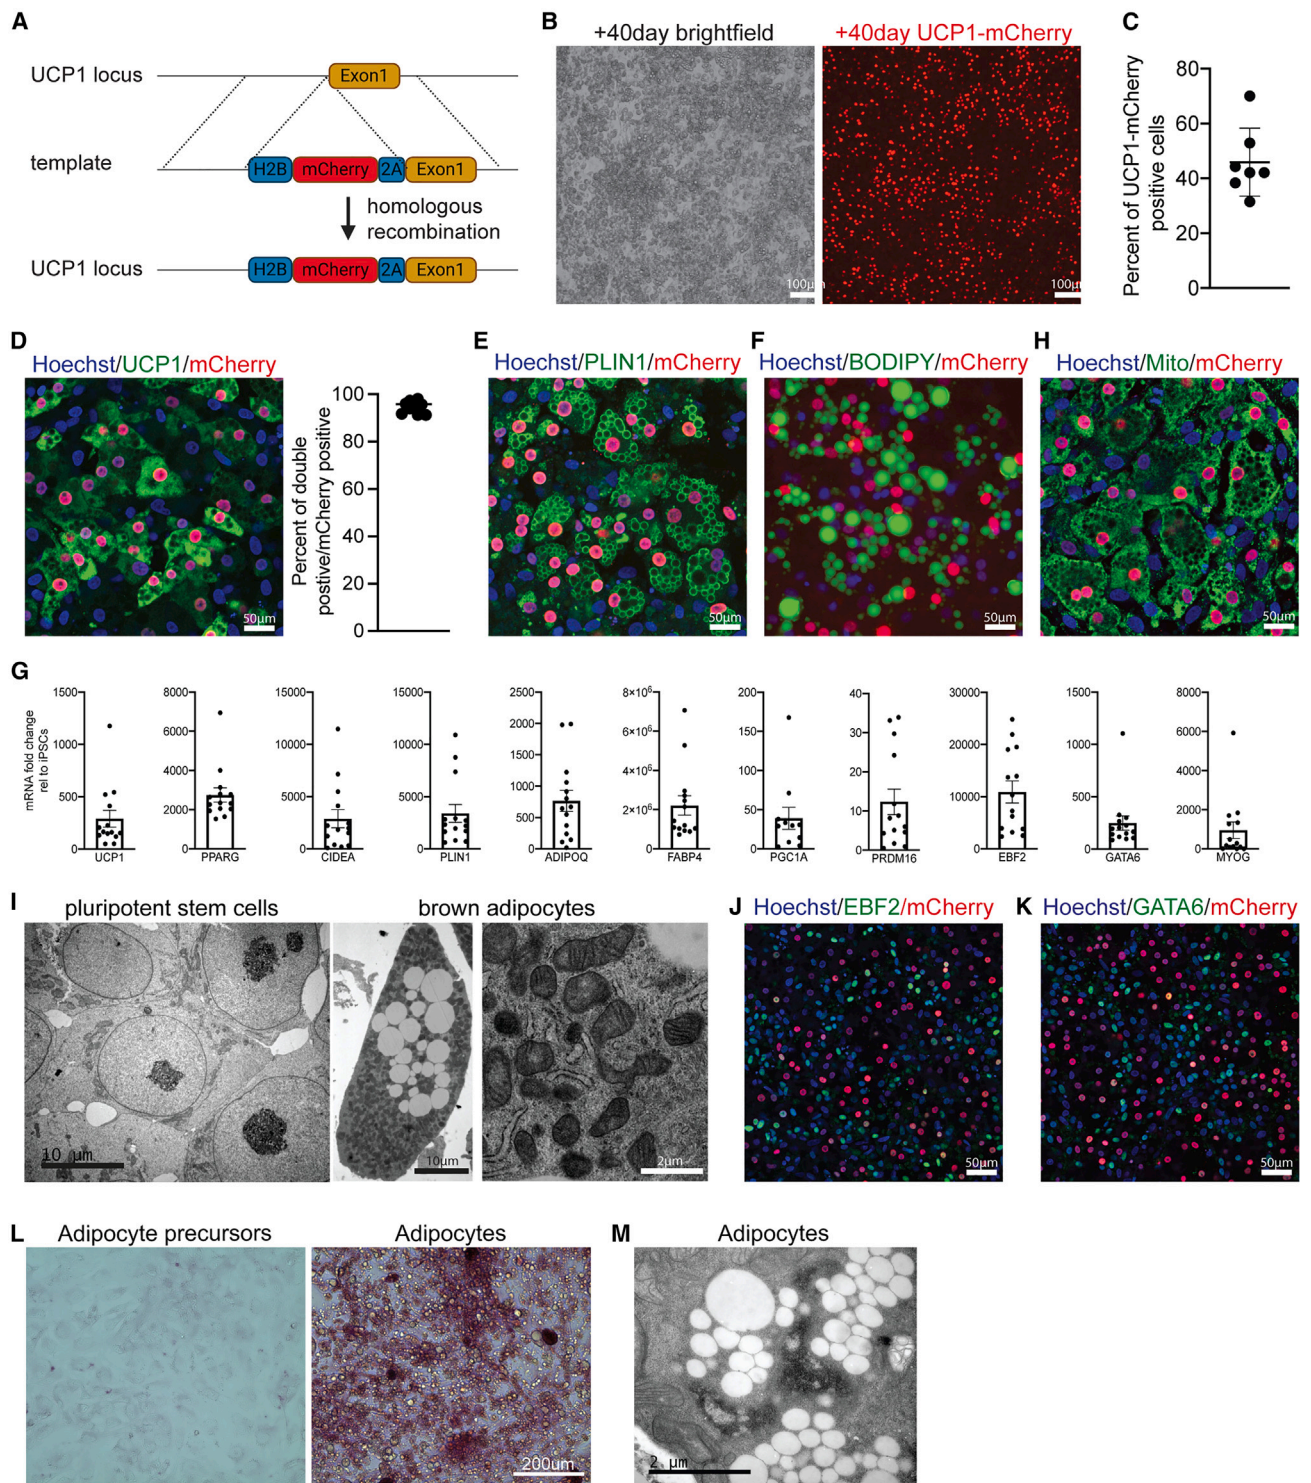 A
UCP1 locus
Exon1
template
H2B
mCherry
2A
Exon1
homologous
recombination
UCP1 locus
H2B
mCherry
2A
Exon1
B
+40day brightfield
+40day UCP1-mCherry
100µm
100µm
C
Percent of UCP1-mCherry
positive cells
80
60
40
20
0
D
Hoechst/UCP1/mCherry
50µm
Percent of double
postive/mCherry positive
100
80
60
40
20
0
E
Hoechst/PLIN1/mCherry
50µm
F
Hoechst/BODIPY/mCherry
50µm
H
Hoechst/Mito/mCherry
50µm
G
mRNA fold change
rel to iPSCs
1500
1000
500
0
UCP1
8000
6000
4000
2000
0
PPARG
15000
10000
5000
0
CIDEA
15000
10000
5000
0
PLIN1
2500
2000
1500
1000
500
0
ADIPOQ
8×10⁶
6×10⁶
4×10⁶
2×10⁶
0
FABP4
200
150
100
50
0
PGC1A
40
30
20
10
0
PRDM16
30000
20000
10000
0
EBF2
1500
1000
500
0
GATA6
8000
6000
4000
2000
0
MYOG
I
pluripotent stem cells
brown adipocytes
10 µm
10µm
2µm
J
Hoechst/EBF2/mCherry
50µm
K
Hoechst/GATA6/mCherry
50µm
L
Adipocyte precursors
Adipocytes
200um
M
Adipocytes
2 µm